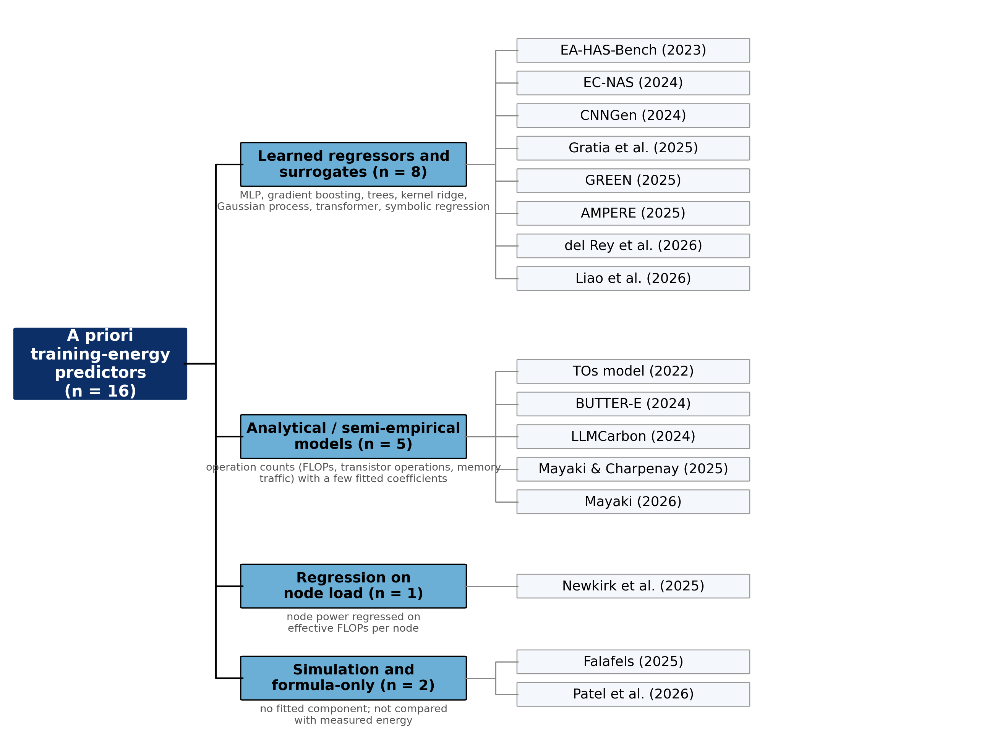 A priori
training-energy
predictors
(n = 16)
Learned regressors and
surrogates (n = 8)
MLP, gradient boosting, trees, kernel ridge,
Gaussian process, transformer, symbolic regression
EA-HAS-Bench (2023)
EC-NAS (2024)
CNNGen (2024)
Gratia et al. (2025)
GREEN (2025)
AMPERE (2025)
del Rey et al. (2026)
Liao et al. (2026)
Analytical / semi-empirical
models (n = 5)
operation counts (FLOPs, transistor operations, memory
traffic) with a few fitted coefficients
TOs model (2022)
BUTTER-E (2024)
LLMCarbon (2024)
Mayaki & Charpenay (2025)
Mayaki (2026)
Regression on
node load (n = 1)
node power regressed on
effective FLOPs per node
Newkirk et al. (2025)
Simulation and
formula-only (n = 2)
no fitted component; not compared
with measured energy
Falafels (2025)
Patel et al. (2026)